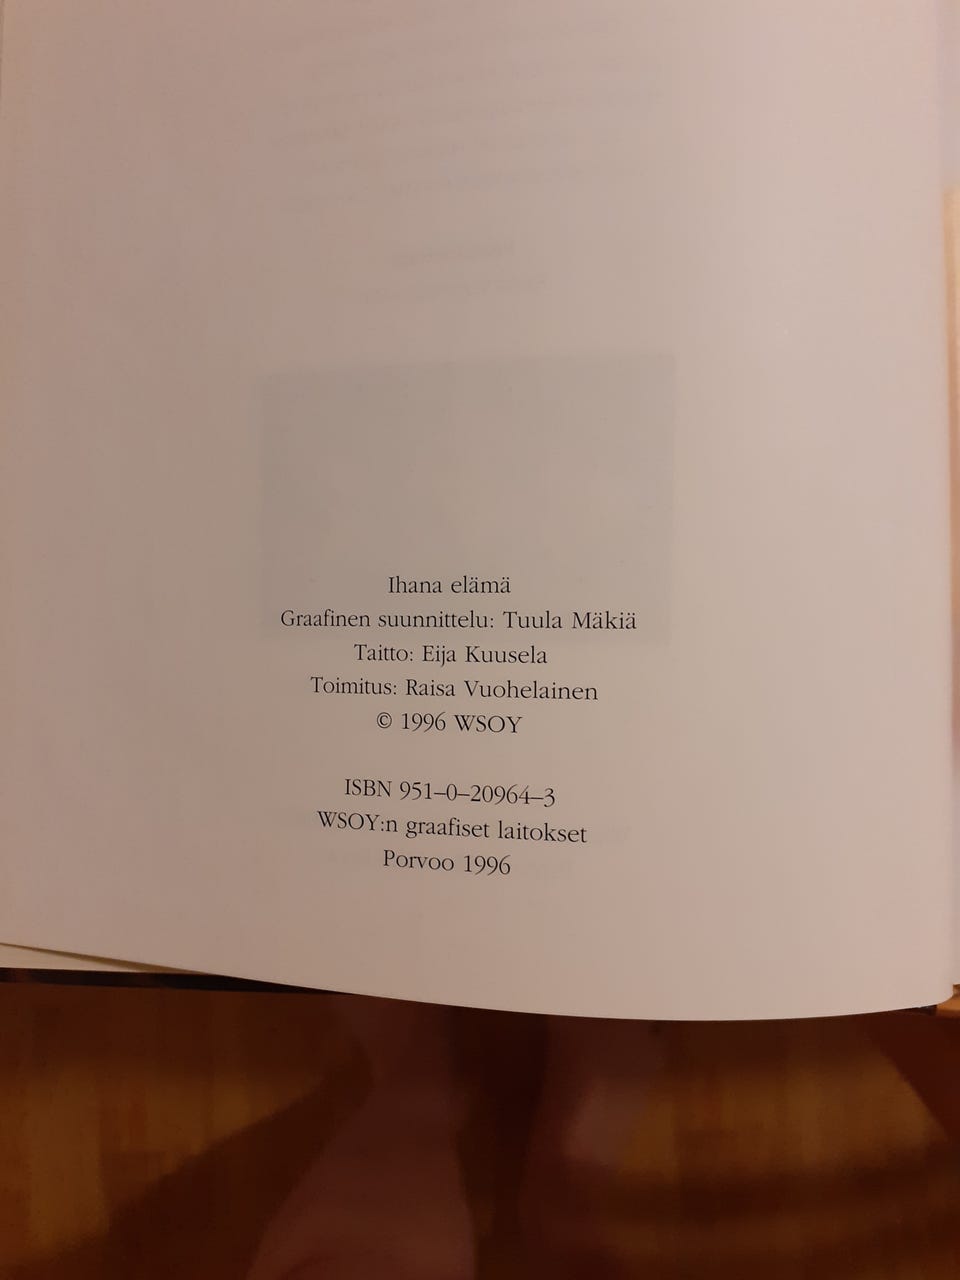 Ihana elämä
Graafinen suunnittelu: Tuula Mäkiä
Taitto: Eija Kuusela
Toimitus: Raisa Vuohelainen
© 1996 WSOY
ISBN 951–0–20964–3
WSOY:n graafiset laitokset
Porvoo 1996